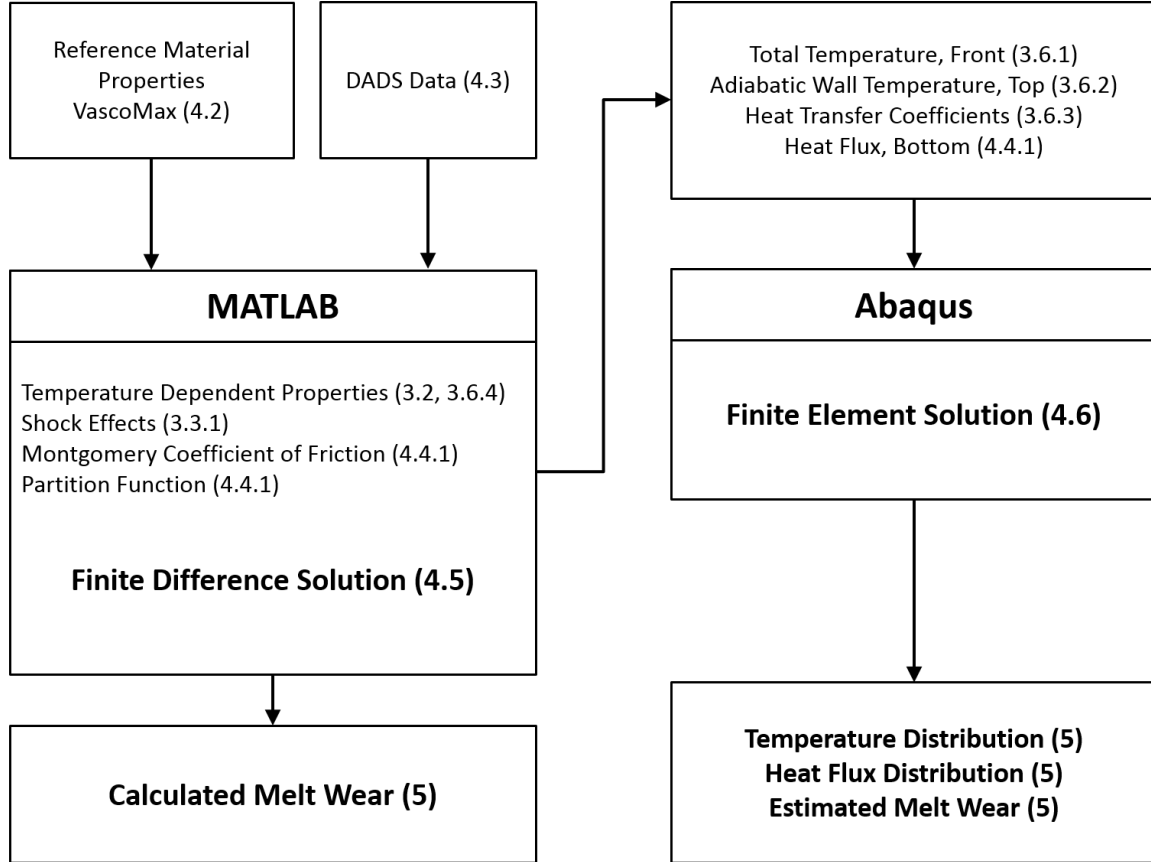 Reference Material
Properties
VascoMax (4.2)
DADS Data (4.3)
MATLAB
Temperature Dependent Properties (3.2, 3.6.4)
Shock Effects (3.3.1)
Montgomery Coefficient of Friction (4.4.1)
Partition Function (4.4.1)
Finite Difference Solution (4.5)
Calculated Melt Wear (5)
Total Temperature, Front (3.6.1)
Adiabatic Wall Temperature, Top (3.6.2)
Heat Transfer Coefficients (3.6.3)
Heat Flux, Bottom (4.4.1)
Abaqus
Finite Element Solution (4.6)
Temperature Distribution (5)
Heat Flux Distribution (5)
Estimated Melt Wear (5)